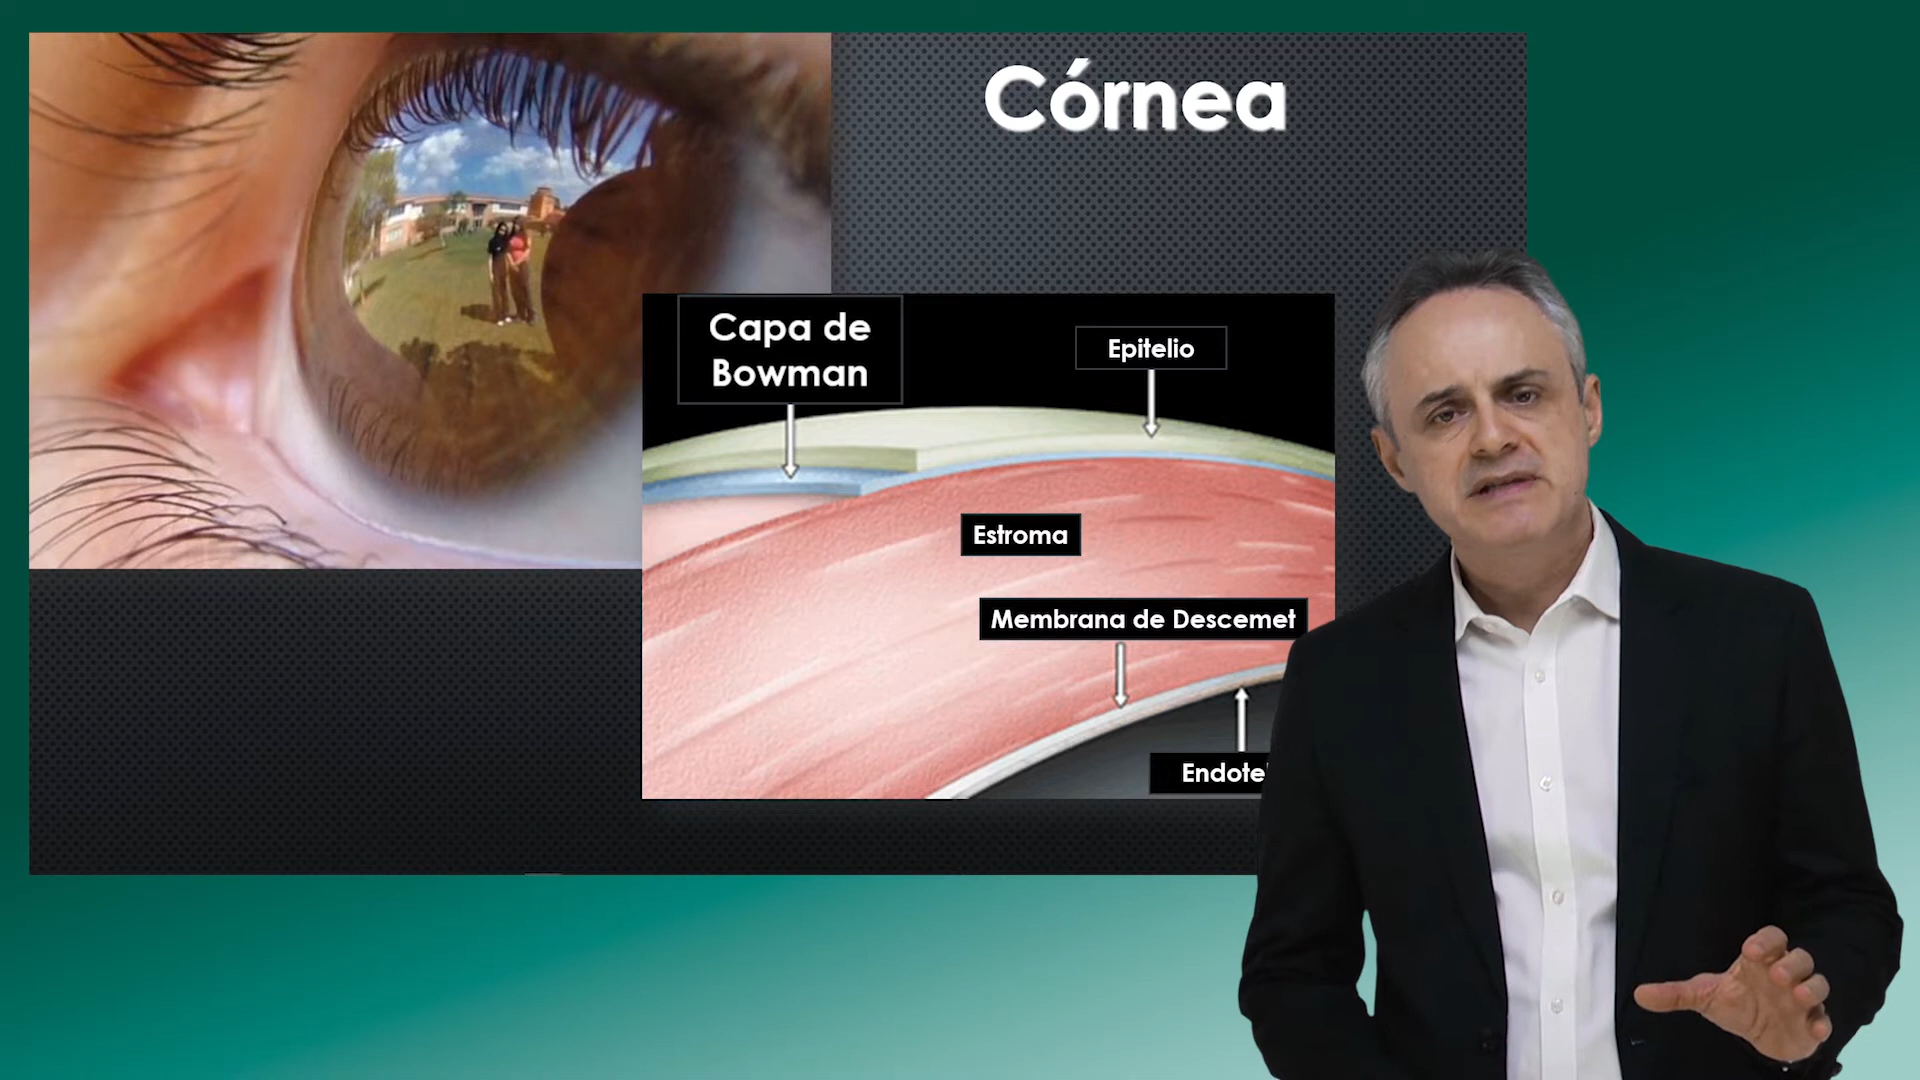 Córnea
Capa de
Bowman
Epitelio
Estroma
Membrana de Descemet